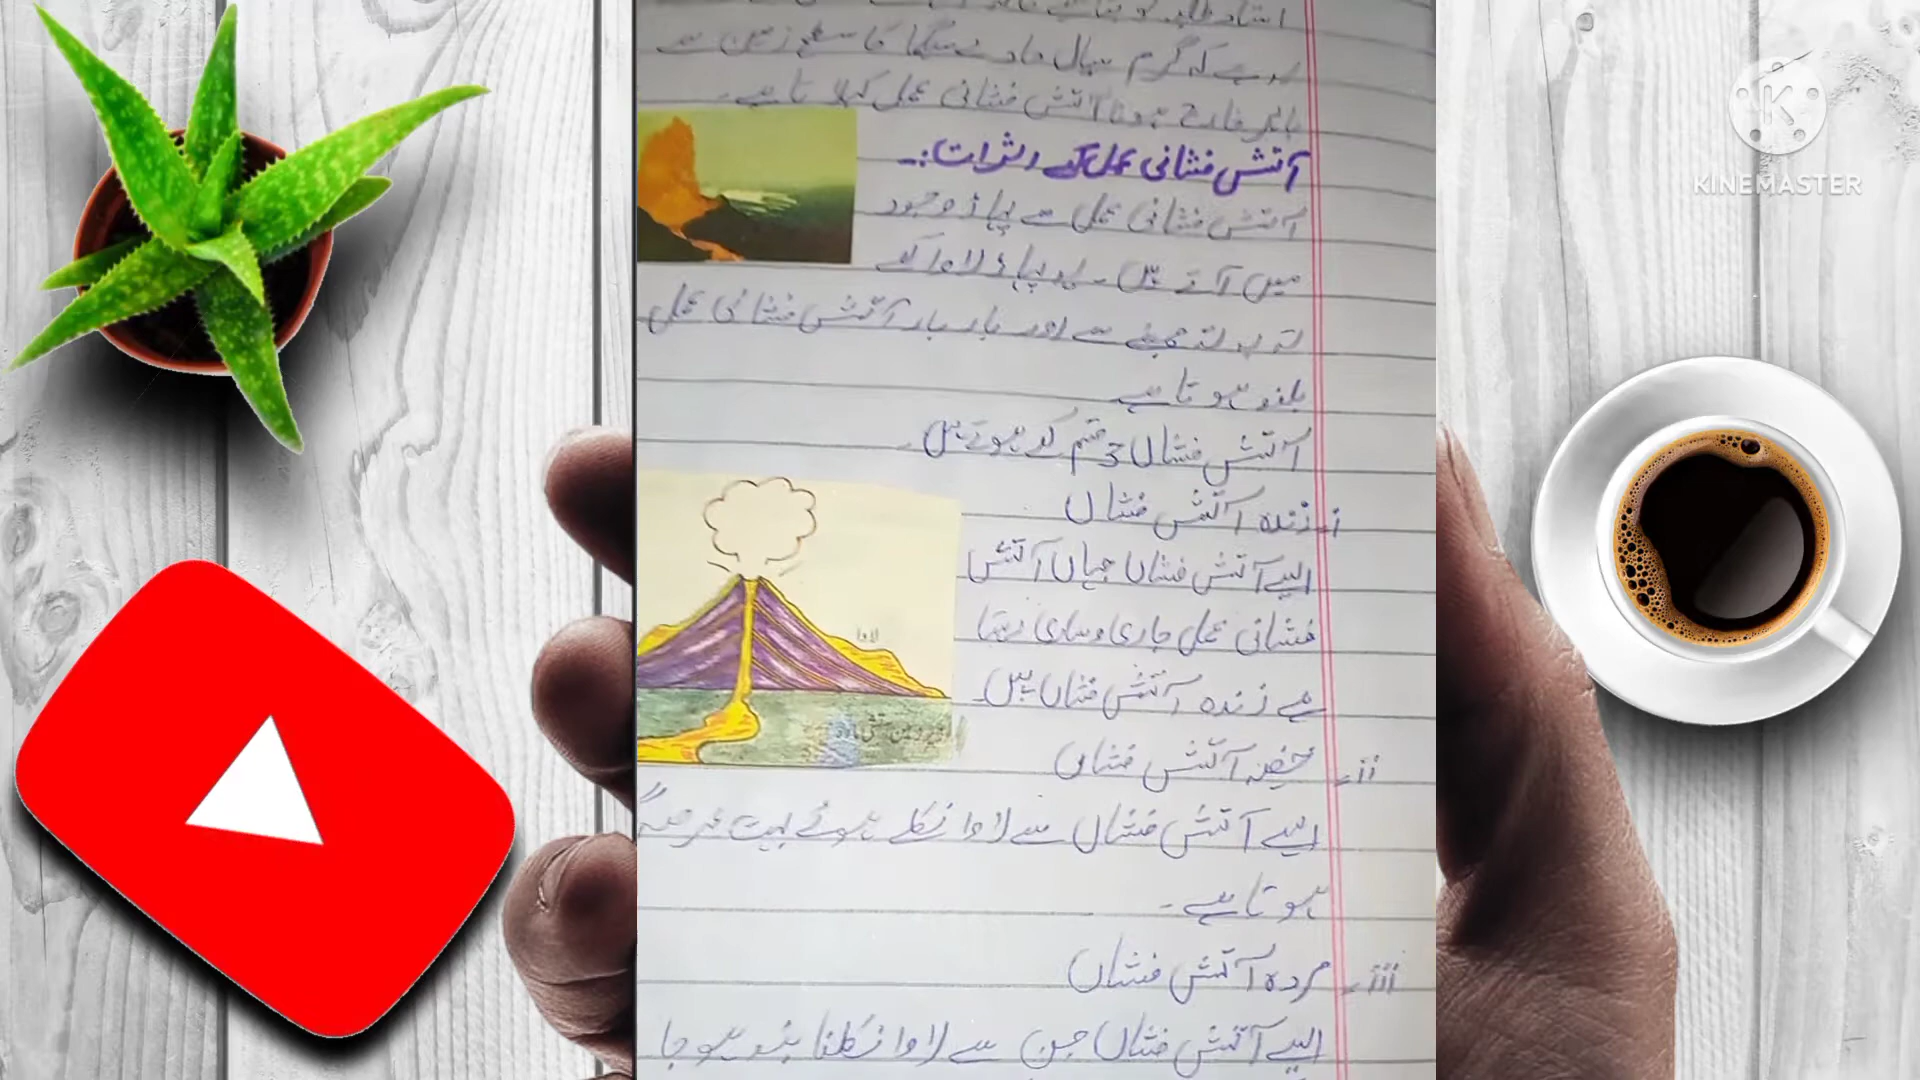 ہے کہ گرم سیال مادے میگما کا سطح زمین سے
باہر خارج ہونا آتش فشانی عمل کہلاتا ہے۔
آتش فشانی عمل کے اثرات:۔
آتش فشانی عمل سے پہاڑ وجود
میں آتے ہیں۔ یہ پہاڑ لاوا کے
تہ بہ تہ جمنے سے اور بار بار آتش فشانی عمل
بلند ہوتا ہے
آتش فشاں 3 قسم کے ہوتے ہیں۔
i۔ زندہ آتش فشاں
ایسے آتش فشاں جہاں آتش
فشانی عمل جاری و ساری رہتا
ہے زندہ آتش فشاں ہیں۔
لاوا
ii۔ خفتہ آتش فشاں
ایسے آتش فشاں سے لاوا نکلے ہوئے بہت عرصہ
ہوتا ہے۔
iii۔ مردہ آتش فشاں
ایسے آتش فشاں جن سے لاوا نکلنا بند ہو جا
KINEMASTER